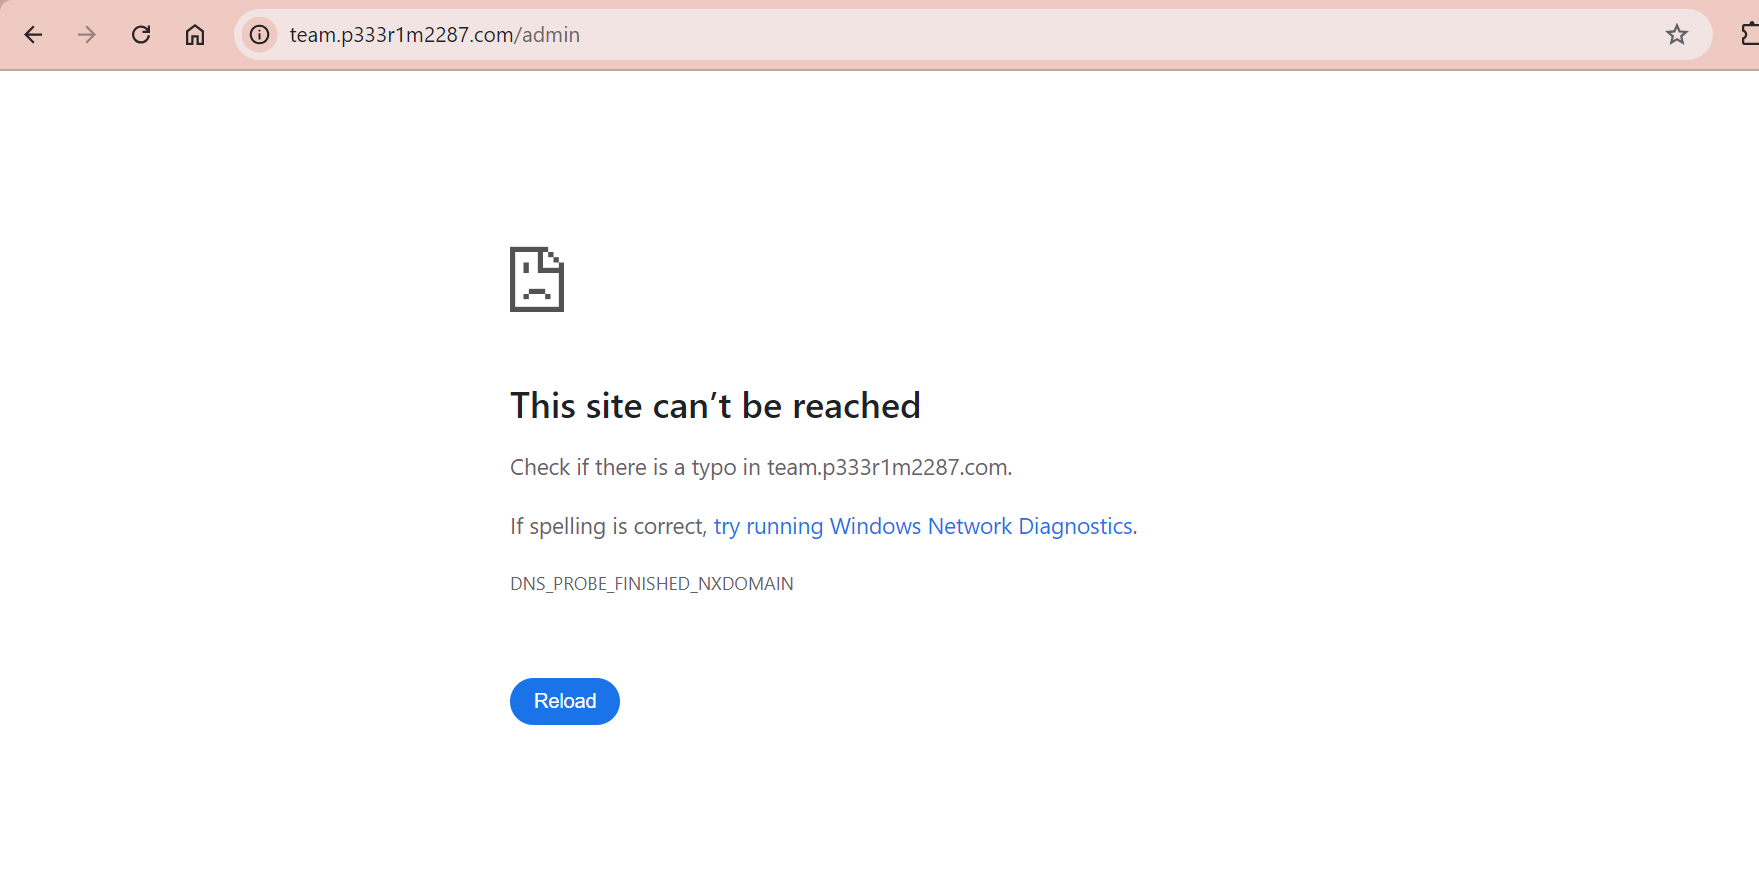 team.p333r1m2287.com/admin
This site can’t be reached
Check if there is a typo in team.p333r1m2287.com.
If spelling is correct, try running Windows Network Diagnostics.
DNS_PROBE_FINISHED_NXDOMAIN
Reload